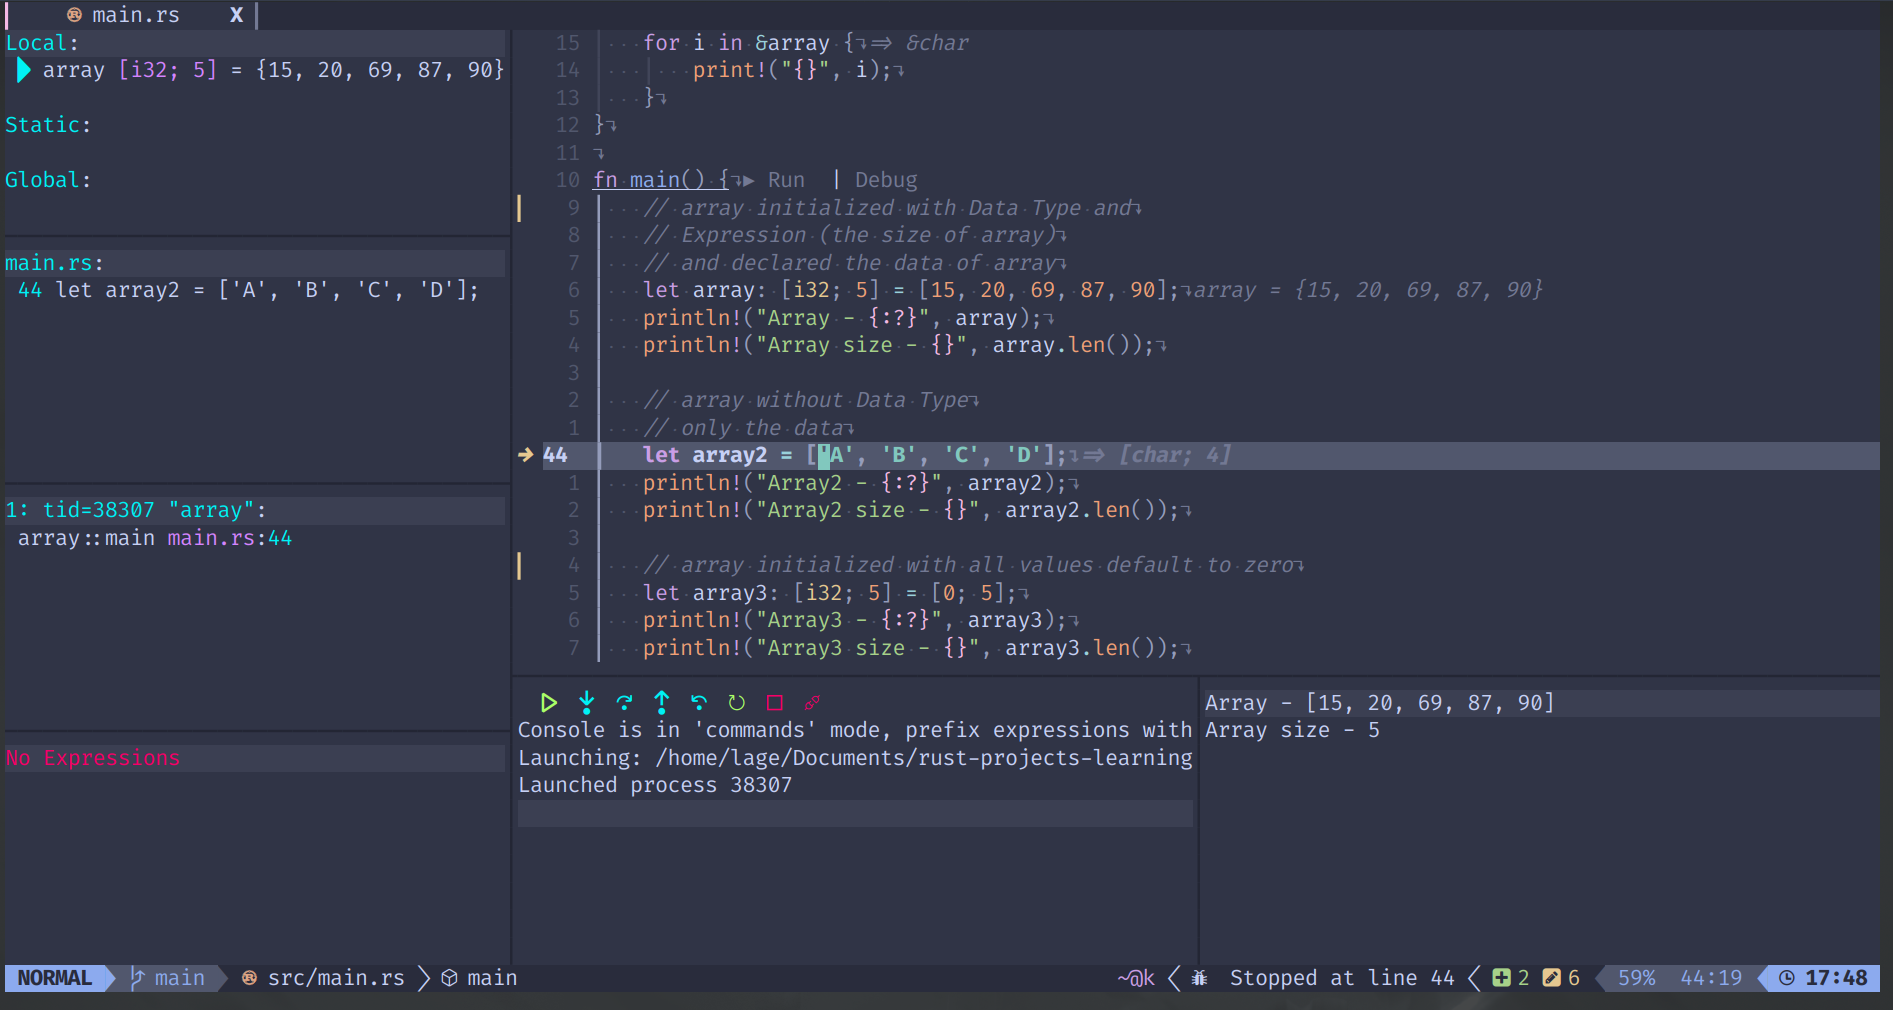 main.rs X
Local:
array [i32; 5] = {15, 20, 69, 87, 90}
Static:
Global:
main.rs:
44 let array2 = ['A', 'B', 'C', 'D'];
1: tid=38307 "array":
array::main main.rs:44
No Expressions
15 for i in &array { => &char
14 print!("{}", i);
13 }
12 }
11
10 fn main() { ▶ Run | Debug
9 // array initialized with Data Type and
8 // Expression (the size of array)
7 // and declared the data of array
6 let array: [i32; 5] = [15, 20, 69, 87, 90]; array = {15, 20, 69, 87, 90}
5 println!("Array - {:?}", array);
4 println!("Array size - {}", array.len());
3
2 // array without Data Type
1 // only the data
44 let array2 = ['A', 'B', 'C', 'D']; => [char; 4]
1 println!("Array2 - {:?}", array2);
2 println!("Array2 size - {}", array2.len());
3
4 // array initialized with all values default to zero
5 let array3: [i32; 5] = [0; 5];
6 println!("Array3 - {:?}", array3);
7 println!("Array3 size - {}", array3.len());
Console is in 'commands' mode, prefix expressions with
Launching: /home/lage/Documents/rust-projects-learning
Launched process 38307
Array - [15, 20, 69, 87, 90]
Array size - 5
NORMAL main src/main.rs main ~@k Stopped at line 44 2 6 59% 44:19 17:48